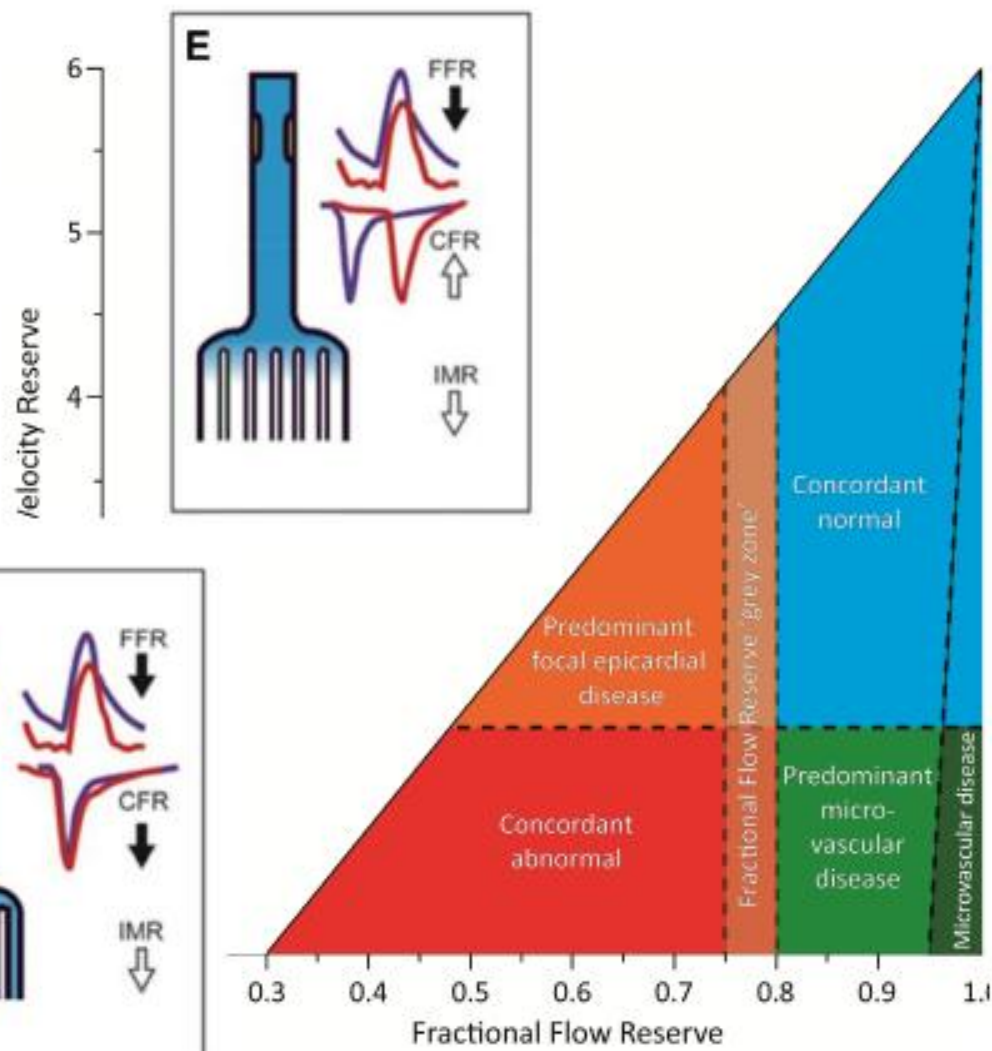 E
FFR
CFR
IMR
6
5
4
/elocity Reserve
FFR
CFR
IMR
Concordant
normal
Predominant
focal epicardial
disease
Fractional Flow Reserve 'grey zone'
Concordant
abnormal
Predominant
micro-
vascular
disease
Microvascular disease
0.3 0.4 0.5 0.6 0.7 0.8 0.9 1.
Fractional Flow Reserve